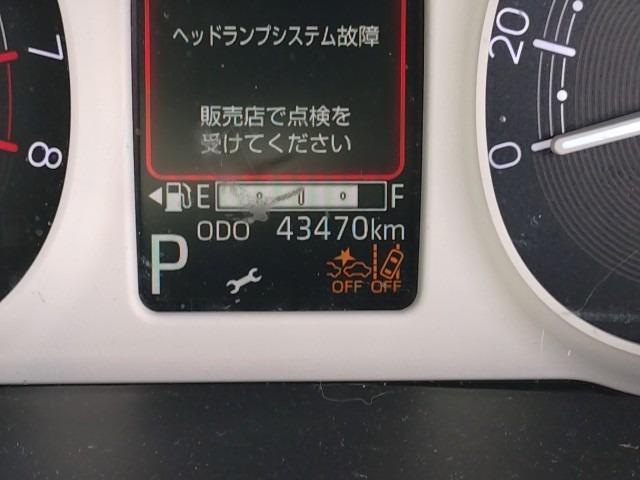 ヘッドランプシステム故障
販売店で点検を
受けてください
7
8
20
0
E
F
ODO 43470km
P
OFF OFF